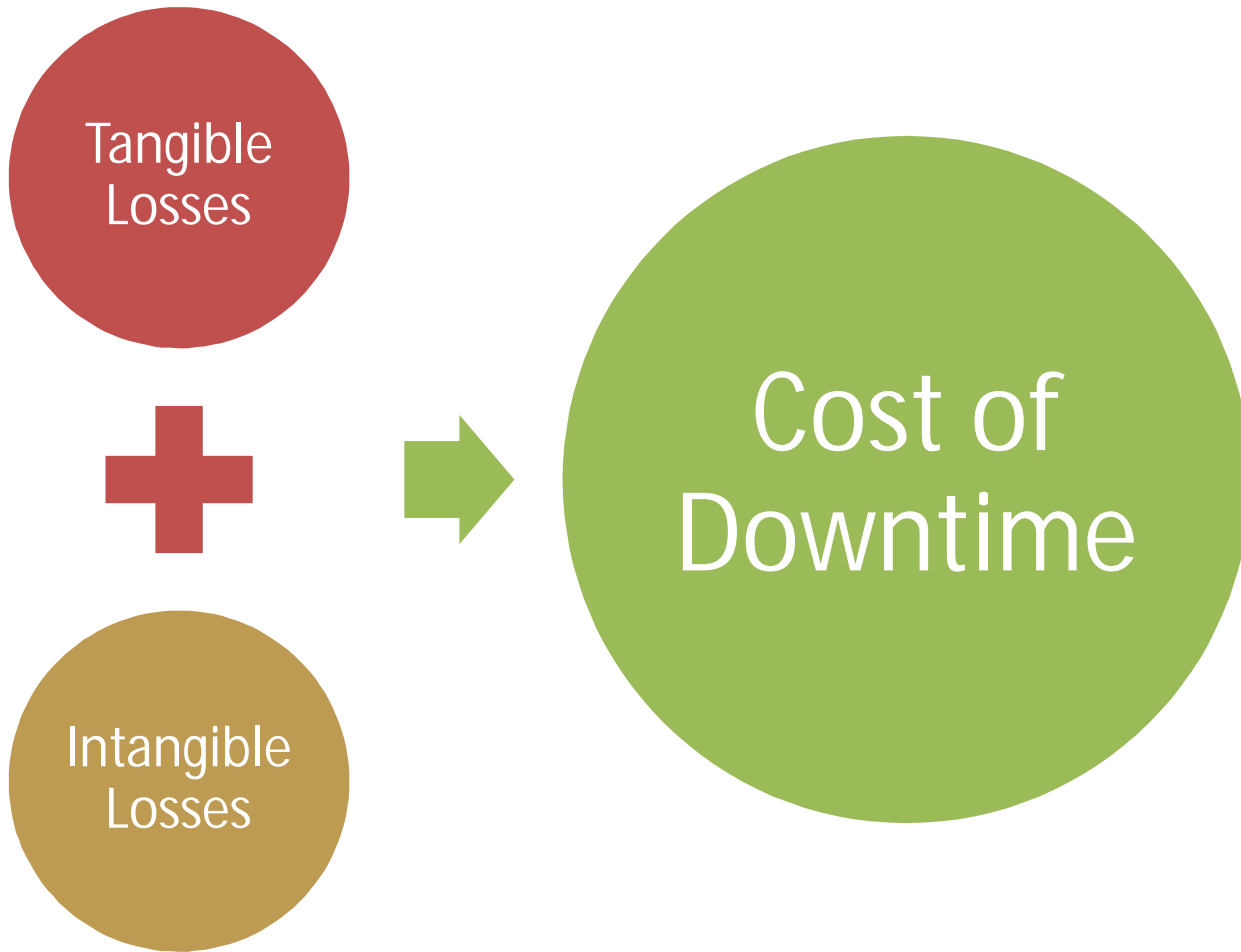 Tangible
Losses
Intangible
Losses
Cost of
Downtime